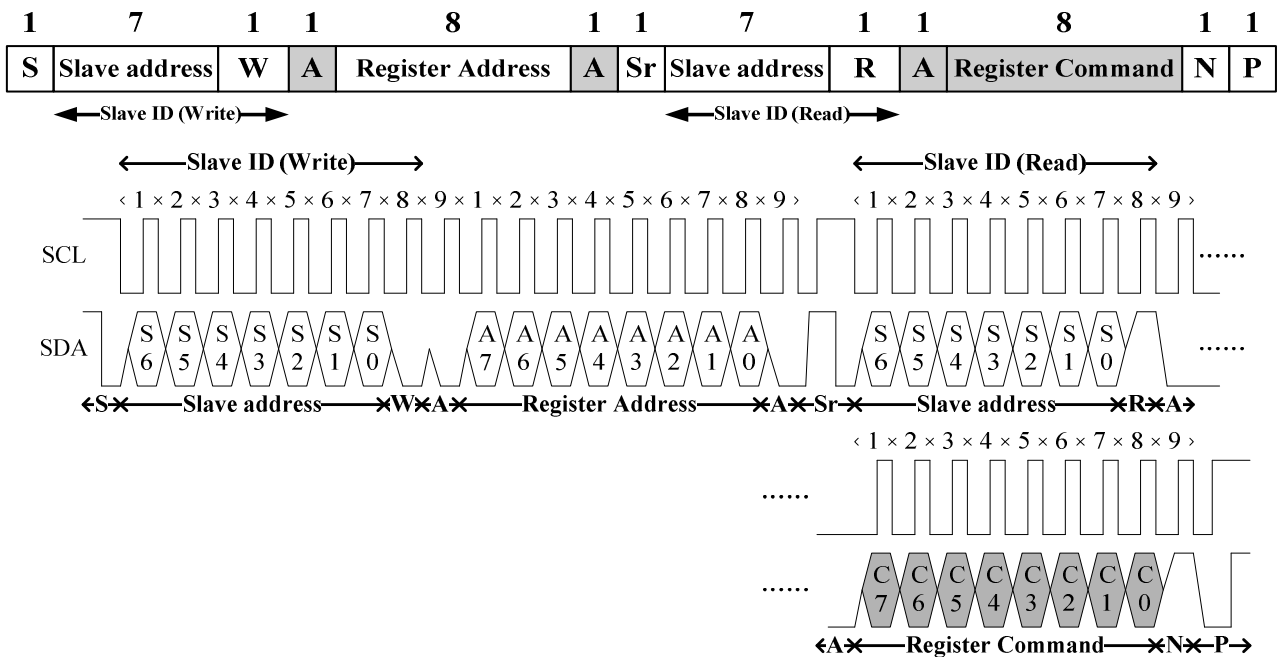 1 7 1 1 8 1 1 7 1 1 8 1 1
S Slave address W A Register Address A Sr Slave address R A Register Command N P
Slave ID (Write) Slave ID (Read)
Slave ID (Write) Slave ID (Read)
‹ 1 × 2 × 3 × 4 × 5 × 6 × 7 × 8 × 9 × 1 × 2 × 3 × 4 × 5 × 6 × 7 × 8 × 9 › ‹ 1 × 2 × 3 × 4 × 5 × 6 × 7 × 8 × 9 ›
SCL ......
SDA S6 S5 S4 S3 S2 S1 S0 A7 A6 A5 A4 A3 A2 A1 A0 S6 S5 S4 S3 S2 S1 S0 ......
S Slave address W A Register Address A Sr Slave address R A
‹ 1 × 2 × 3 × 4 × 5 × 6 × 7 × 8 × 9 ›
......
...... C7 C6 C5 C4 C3 C2 C1 C0
A Register Command N P